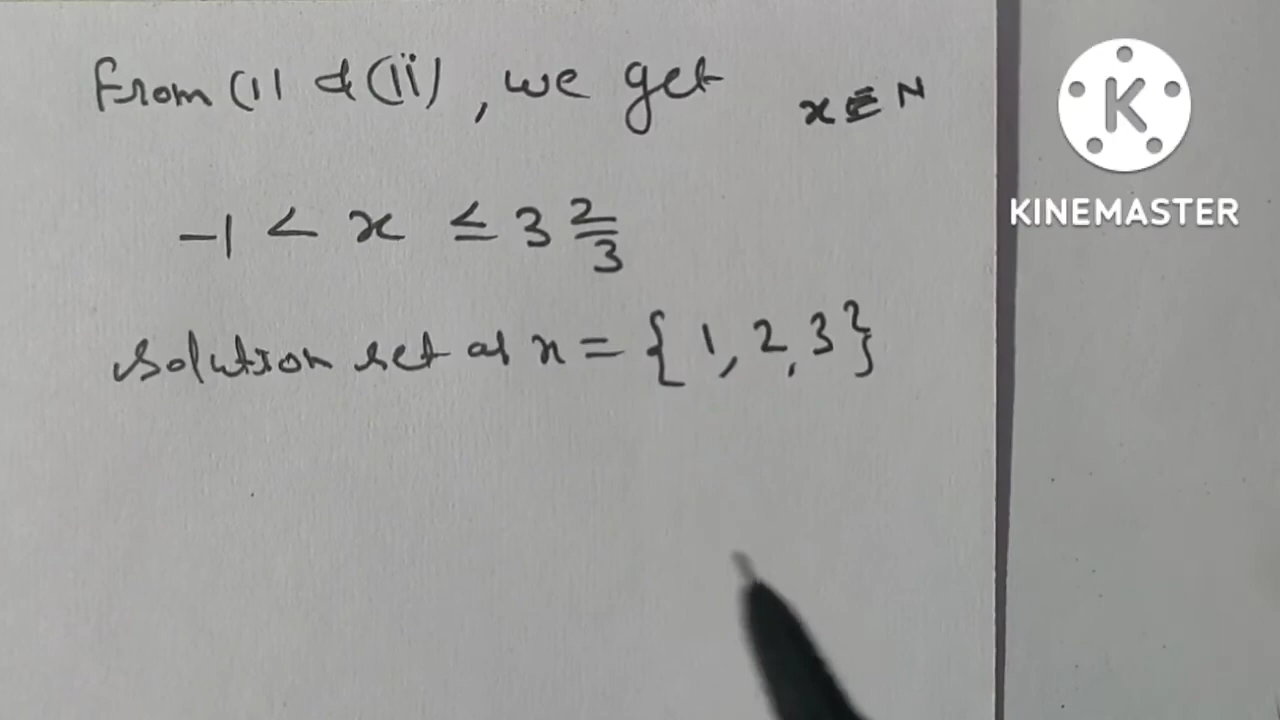 From (i) & (ii), we get x ∈ N
-1 < x ≤ 3 2/3
Solution set of x = {1, 2, 3}
KINEMASTER